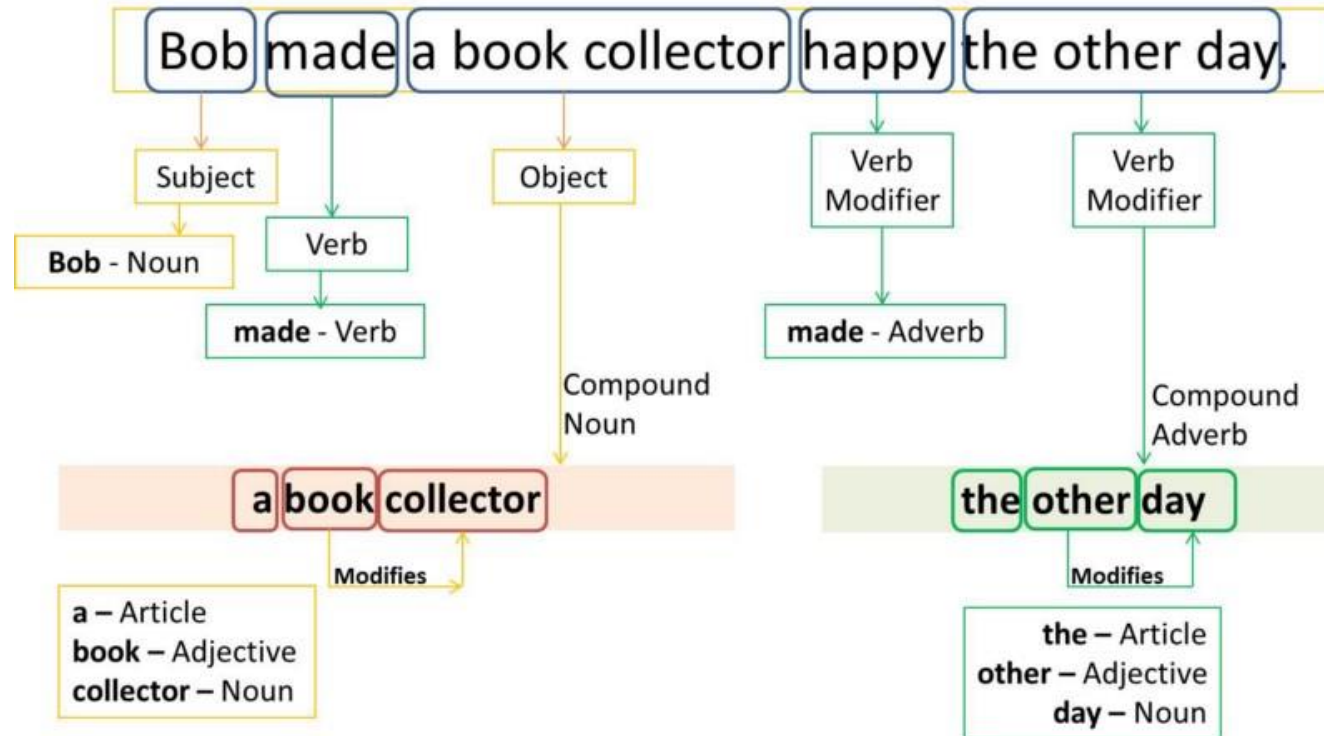 Bob made a book collector happy the other day.
Subject
Object
Verb
Modifier
Verb
Modifier
Bob - Noun
Verb
made - Verb
made - Adverb
Compound
Noun
Compound
Adverb
a book collector
the other day
Modifies
Modifies
a – Article
book – Adjective
collector – Noun
the – Article
other – Adjective
day – Noun